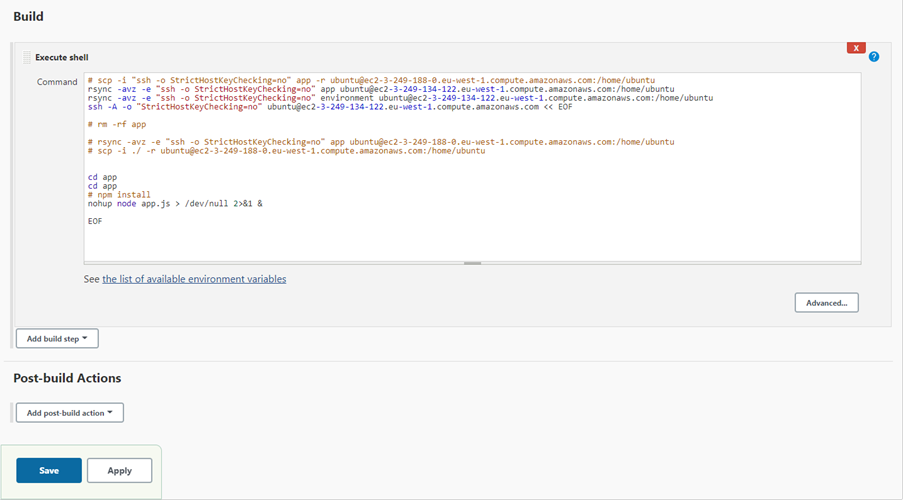 Build
X
Execute shell
?
Command
# scp -i "ssh -o StrictHostKeyChecking=no" app -r ubuntu@ec2-3-249-188-0.eu-west-1.compute.amazonaws.com:/home/ubuntu
rsync -avz -e "ssh -o StrictHostKeyChecking=no" app ubuntu@ec2-3-249-134-122.eu-west-1.compute.amazonaws.com:/home/ubuntu
rsync -avz -e "ssh -o StrictHostKeyChecking=no" environment ubuntu@ec2-3-249-134-122.eu-west-1.compute.amazonaws.com:/home/ubuntu
ssh -A -o "StrictHostKeyChecking=no" ubuntu@ec2-3-249-134-122.eu-west-1.compute.amazonaws.com << EOF
# rm -rf app
# rsync -avz -e "ssh -o StrictHostKeyChecking=no" app ubuntu@ec2-3-249-188-0.eu-west-1.compute.amazonaws.com:/home/ubuntu
# scp -i ./ -r ubuntu@ec2-3-249-188-0.eu-west-1.compute.amazonaws.com:/home/ubuntu
cd app
cd app
# npm install
nohup node app.js > /dev/null 2>&1 &
EOF
See the list of available environment variables
Advanced...
Add build step
Post-build Actions
Add post-build action
Save
Apply